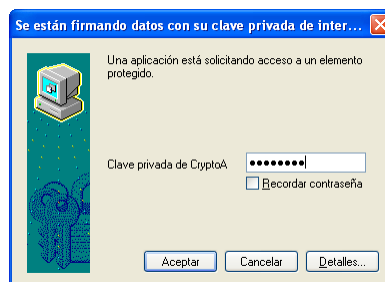 Se están firmando datos con su clave privada de inter...
Una aplicación está solicitando acceso a un elemento
protegido.
Clave privada de CryptoA
••••••••
Recordar contraseña
Aceptar
Cancelar
Detalles...